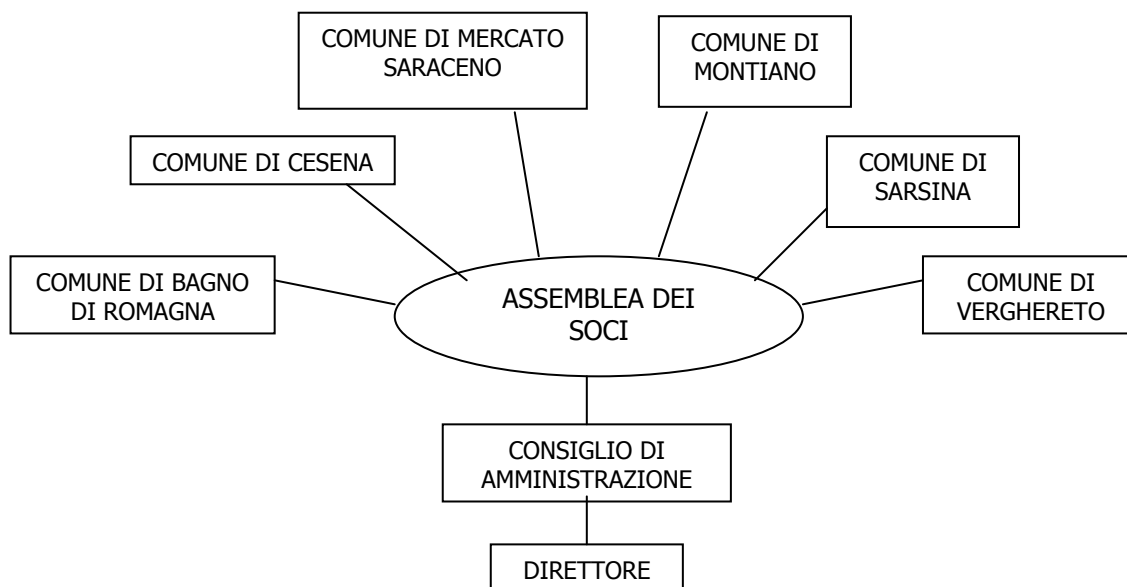 COMUNE DI MERCATO
SARACENO
COMUNE DI
MONTIANO
COMUNE DI CESENA
COMUNE DI
SARSINA
COMUNE DI BAGNO
DI ROMAGNA
ASSEMBLEA DEI
SOCI
COMUNE DI
VERGHERETO
CONSIGLIO DI
AMMINISTRAZIONE
DIRETTORE